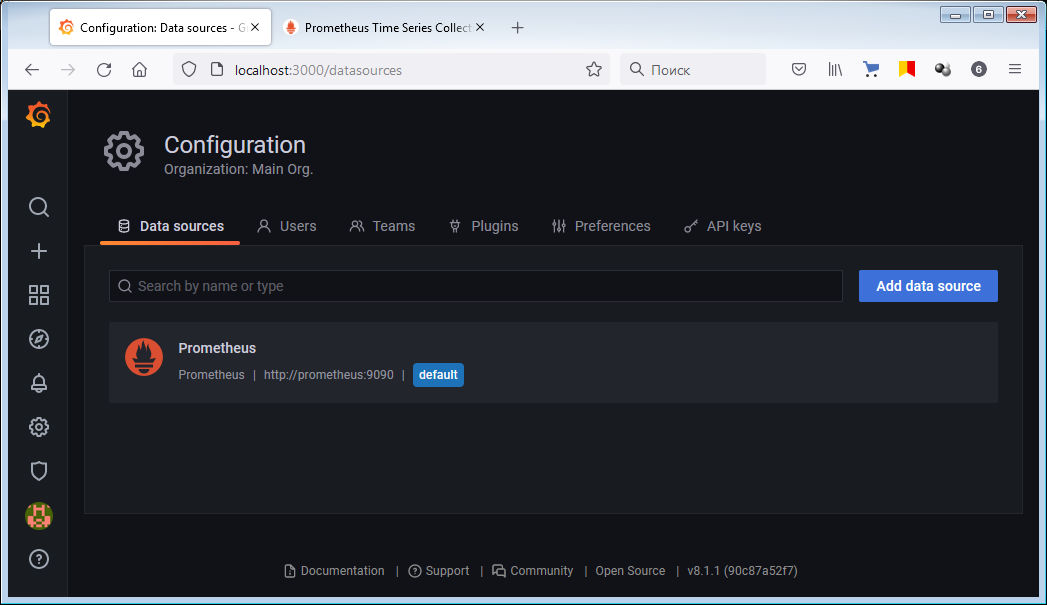 Configuration: Data sources - G
Prometheus Time Series Collect
localhost:3000/datasources
Поиск
6
Configuration
Organization: Main Org.
Data sources
Users
Teams
Plugins
Preferences
API keys
Search by name or type
Add data source
Prometheus
Prometheus | http://prometheus:9090 | default
Documentation | Support | Community | Open Source | v8.1.1 (90c87a52f7)